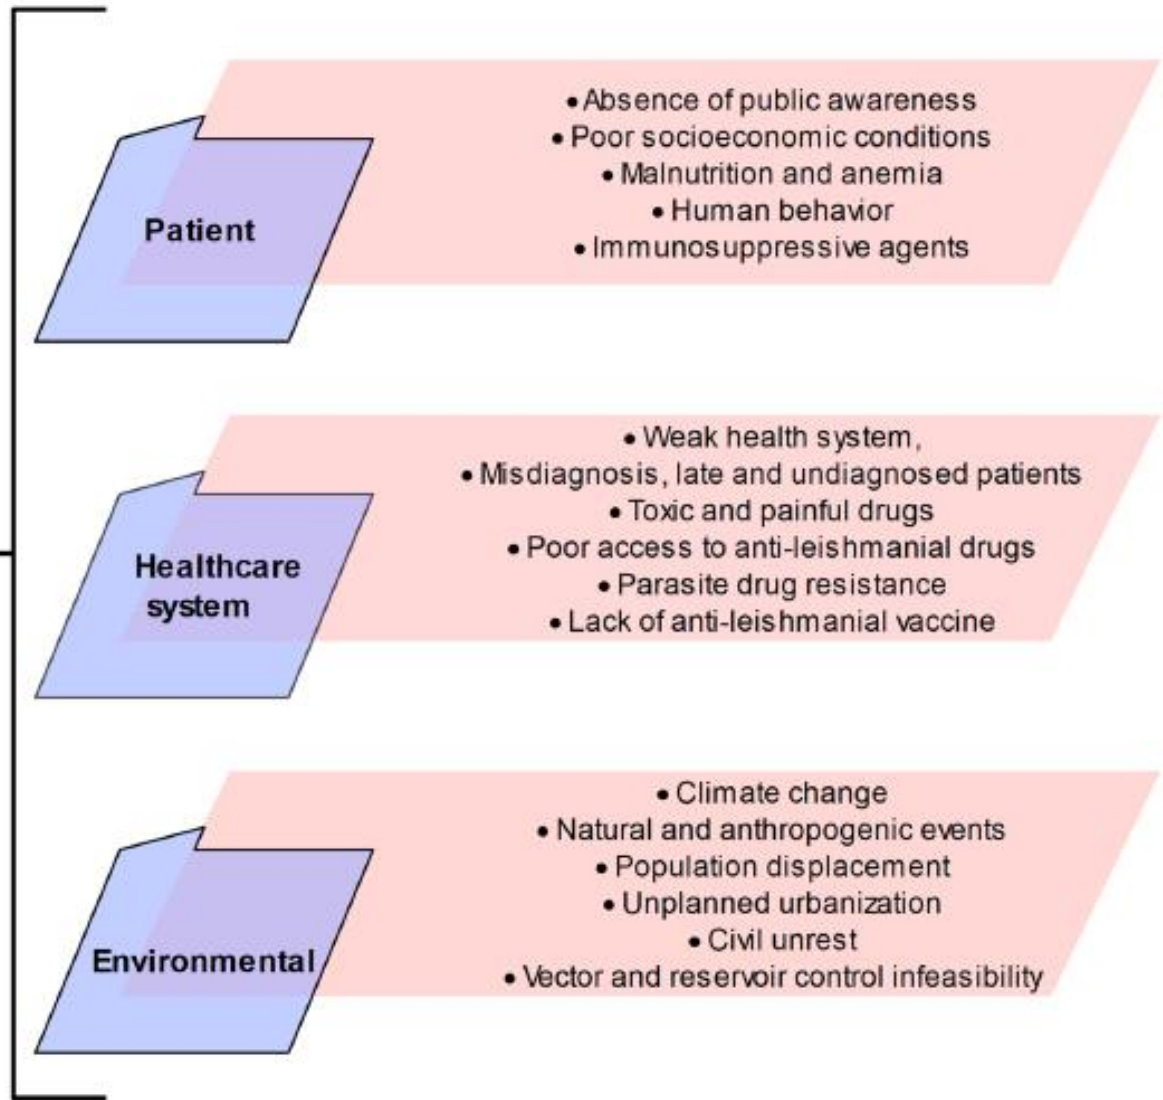 • Absence of public awareness
• Poor socioeconomic conditions
• Malnutrition and anemia
• Human behavior
• Immunosuppressive agents
Patient
• Weak health system,
• Misdiagnosis, late and undiagnosed patients
• Toxic and painful drugs
• Poor access to anti-leishmanial drugs
• Parasite drug resistance
• Lack of anti-leishmanial vaccine
Healthcare
system
• Climate change
• Natural and anthropogenic events
• Population displacement
• Unplanned urbanization
• Civil unrest
• Vector and reservoir control infeasibility
Environmental